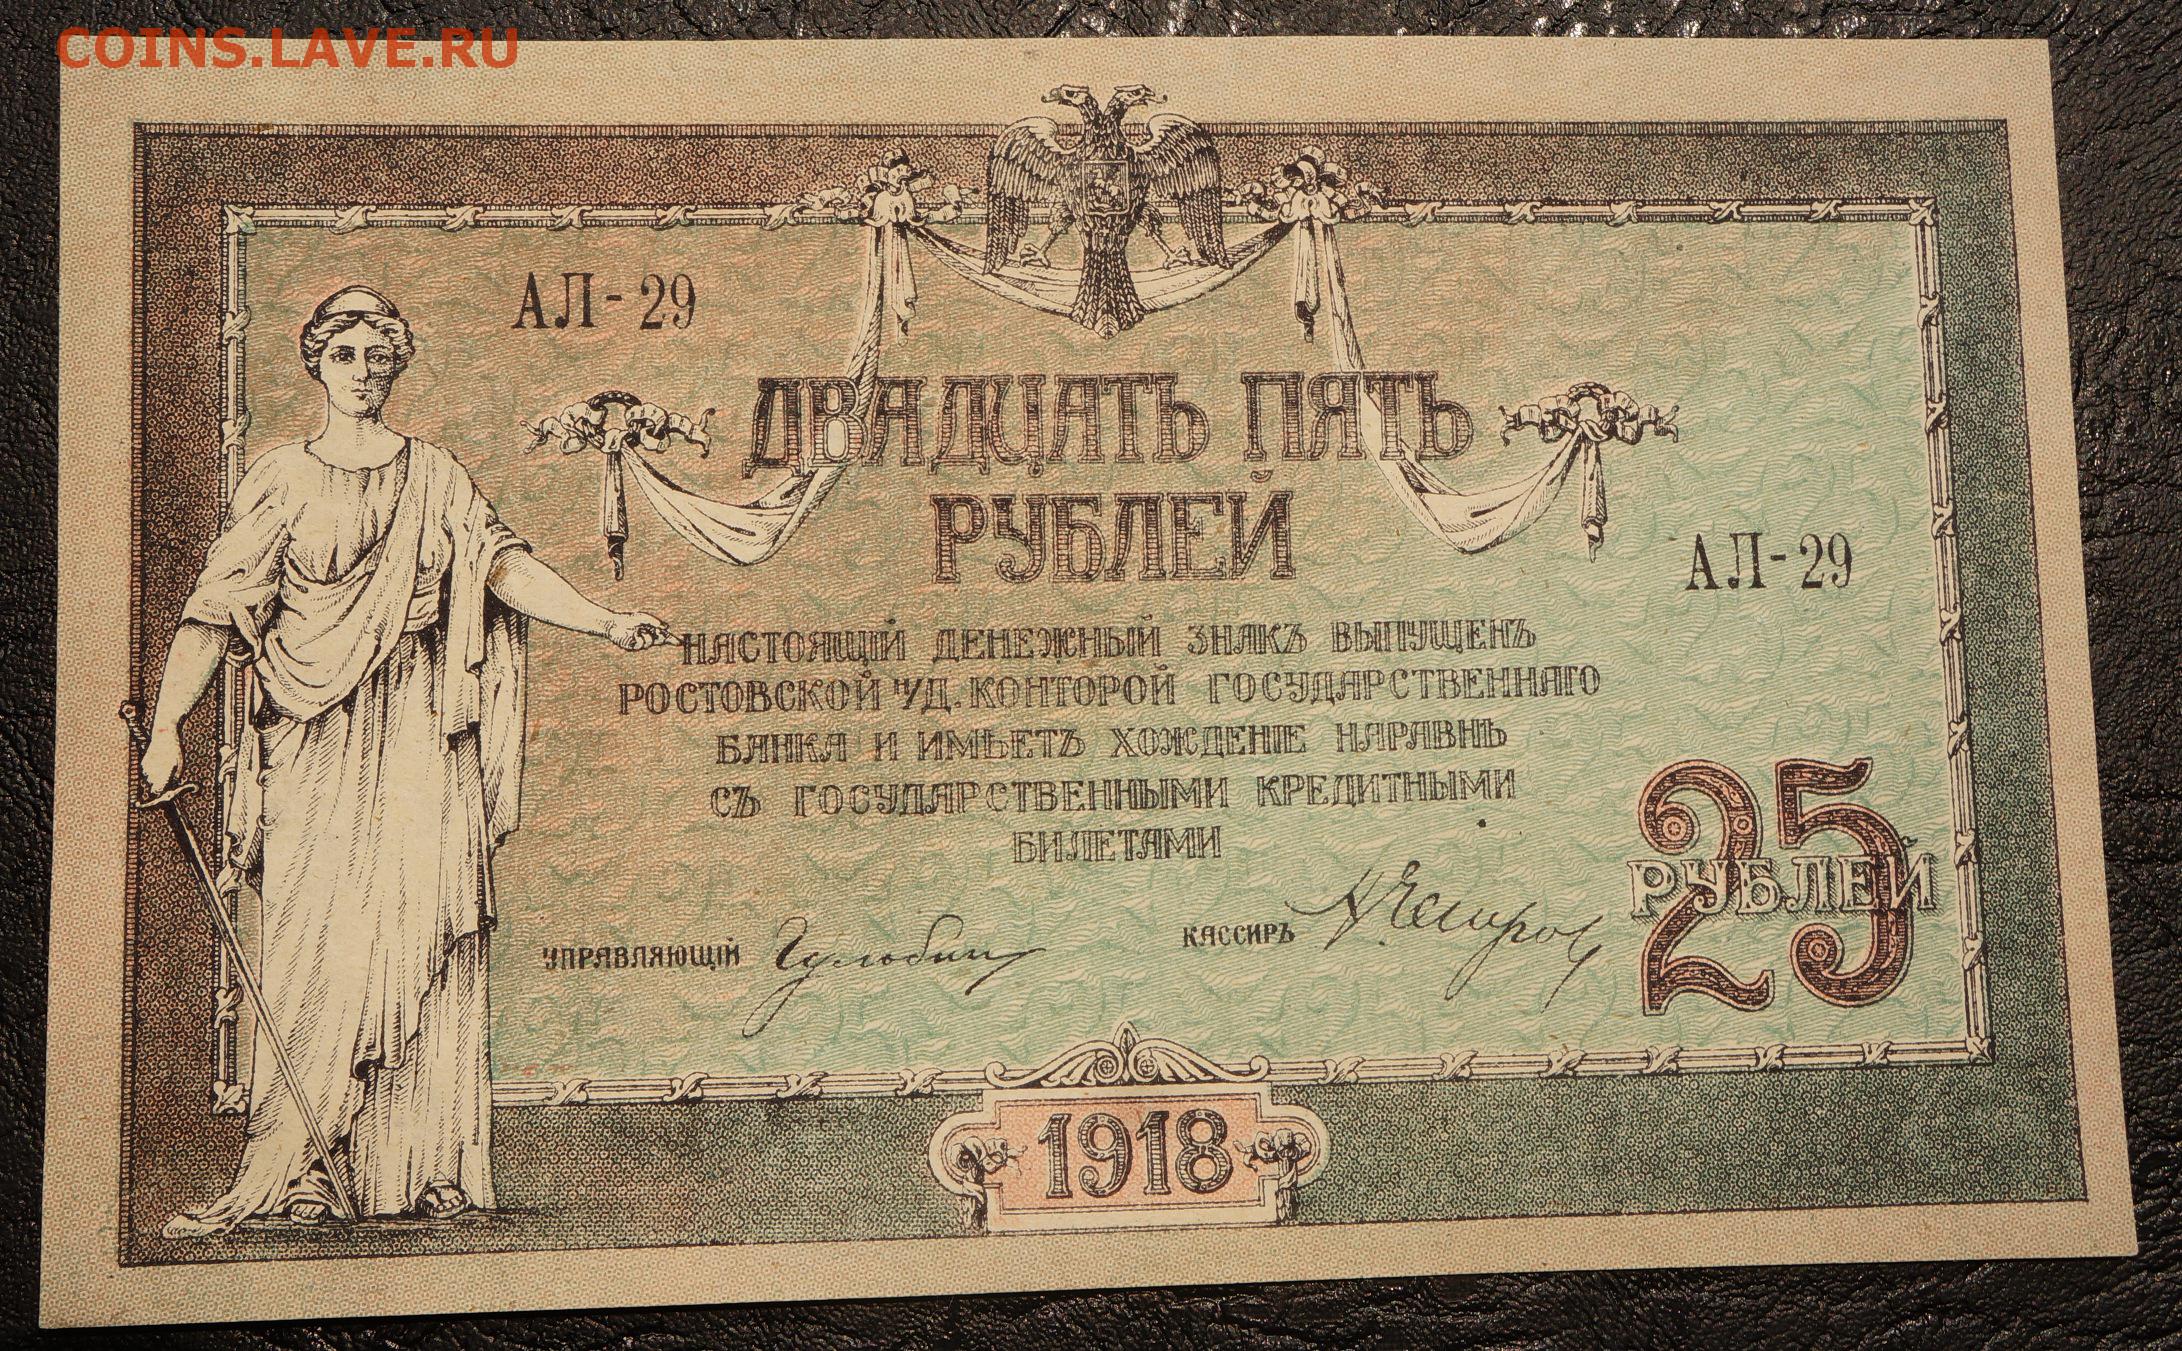 COINS.LAVE.RU
АЛ-29
ДВАДЦАТЬ ПЯТЬ
РУБЛЕЙ
АЛ-29
НАСТОЯЩІЙ ДЕНЕЖНЫЙ ЗНАКЪ ВЫПУЩЕНЪ
РОСТОВСКОЙ н/Д. КОНТОРОЙ ГОСУДАРСТВЕННАГО
БАНКА И ИМѢЕТЪ ХОЖДЕНІЕ НАРАВНѢ
СЪ ГОСУДАРСТВЕННЫМИ КРЕДИТНЫМИ
БИЛЕТАМИ
25
РУБЛЕЙ
УПРАВЛЯЮЩІЙ Гулюбин
КАССИРЪ
1918